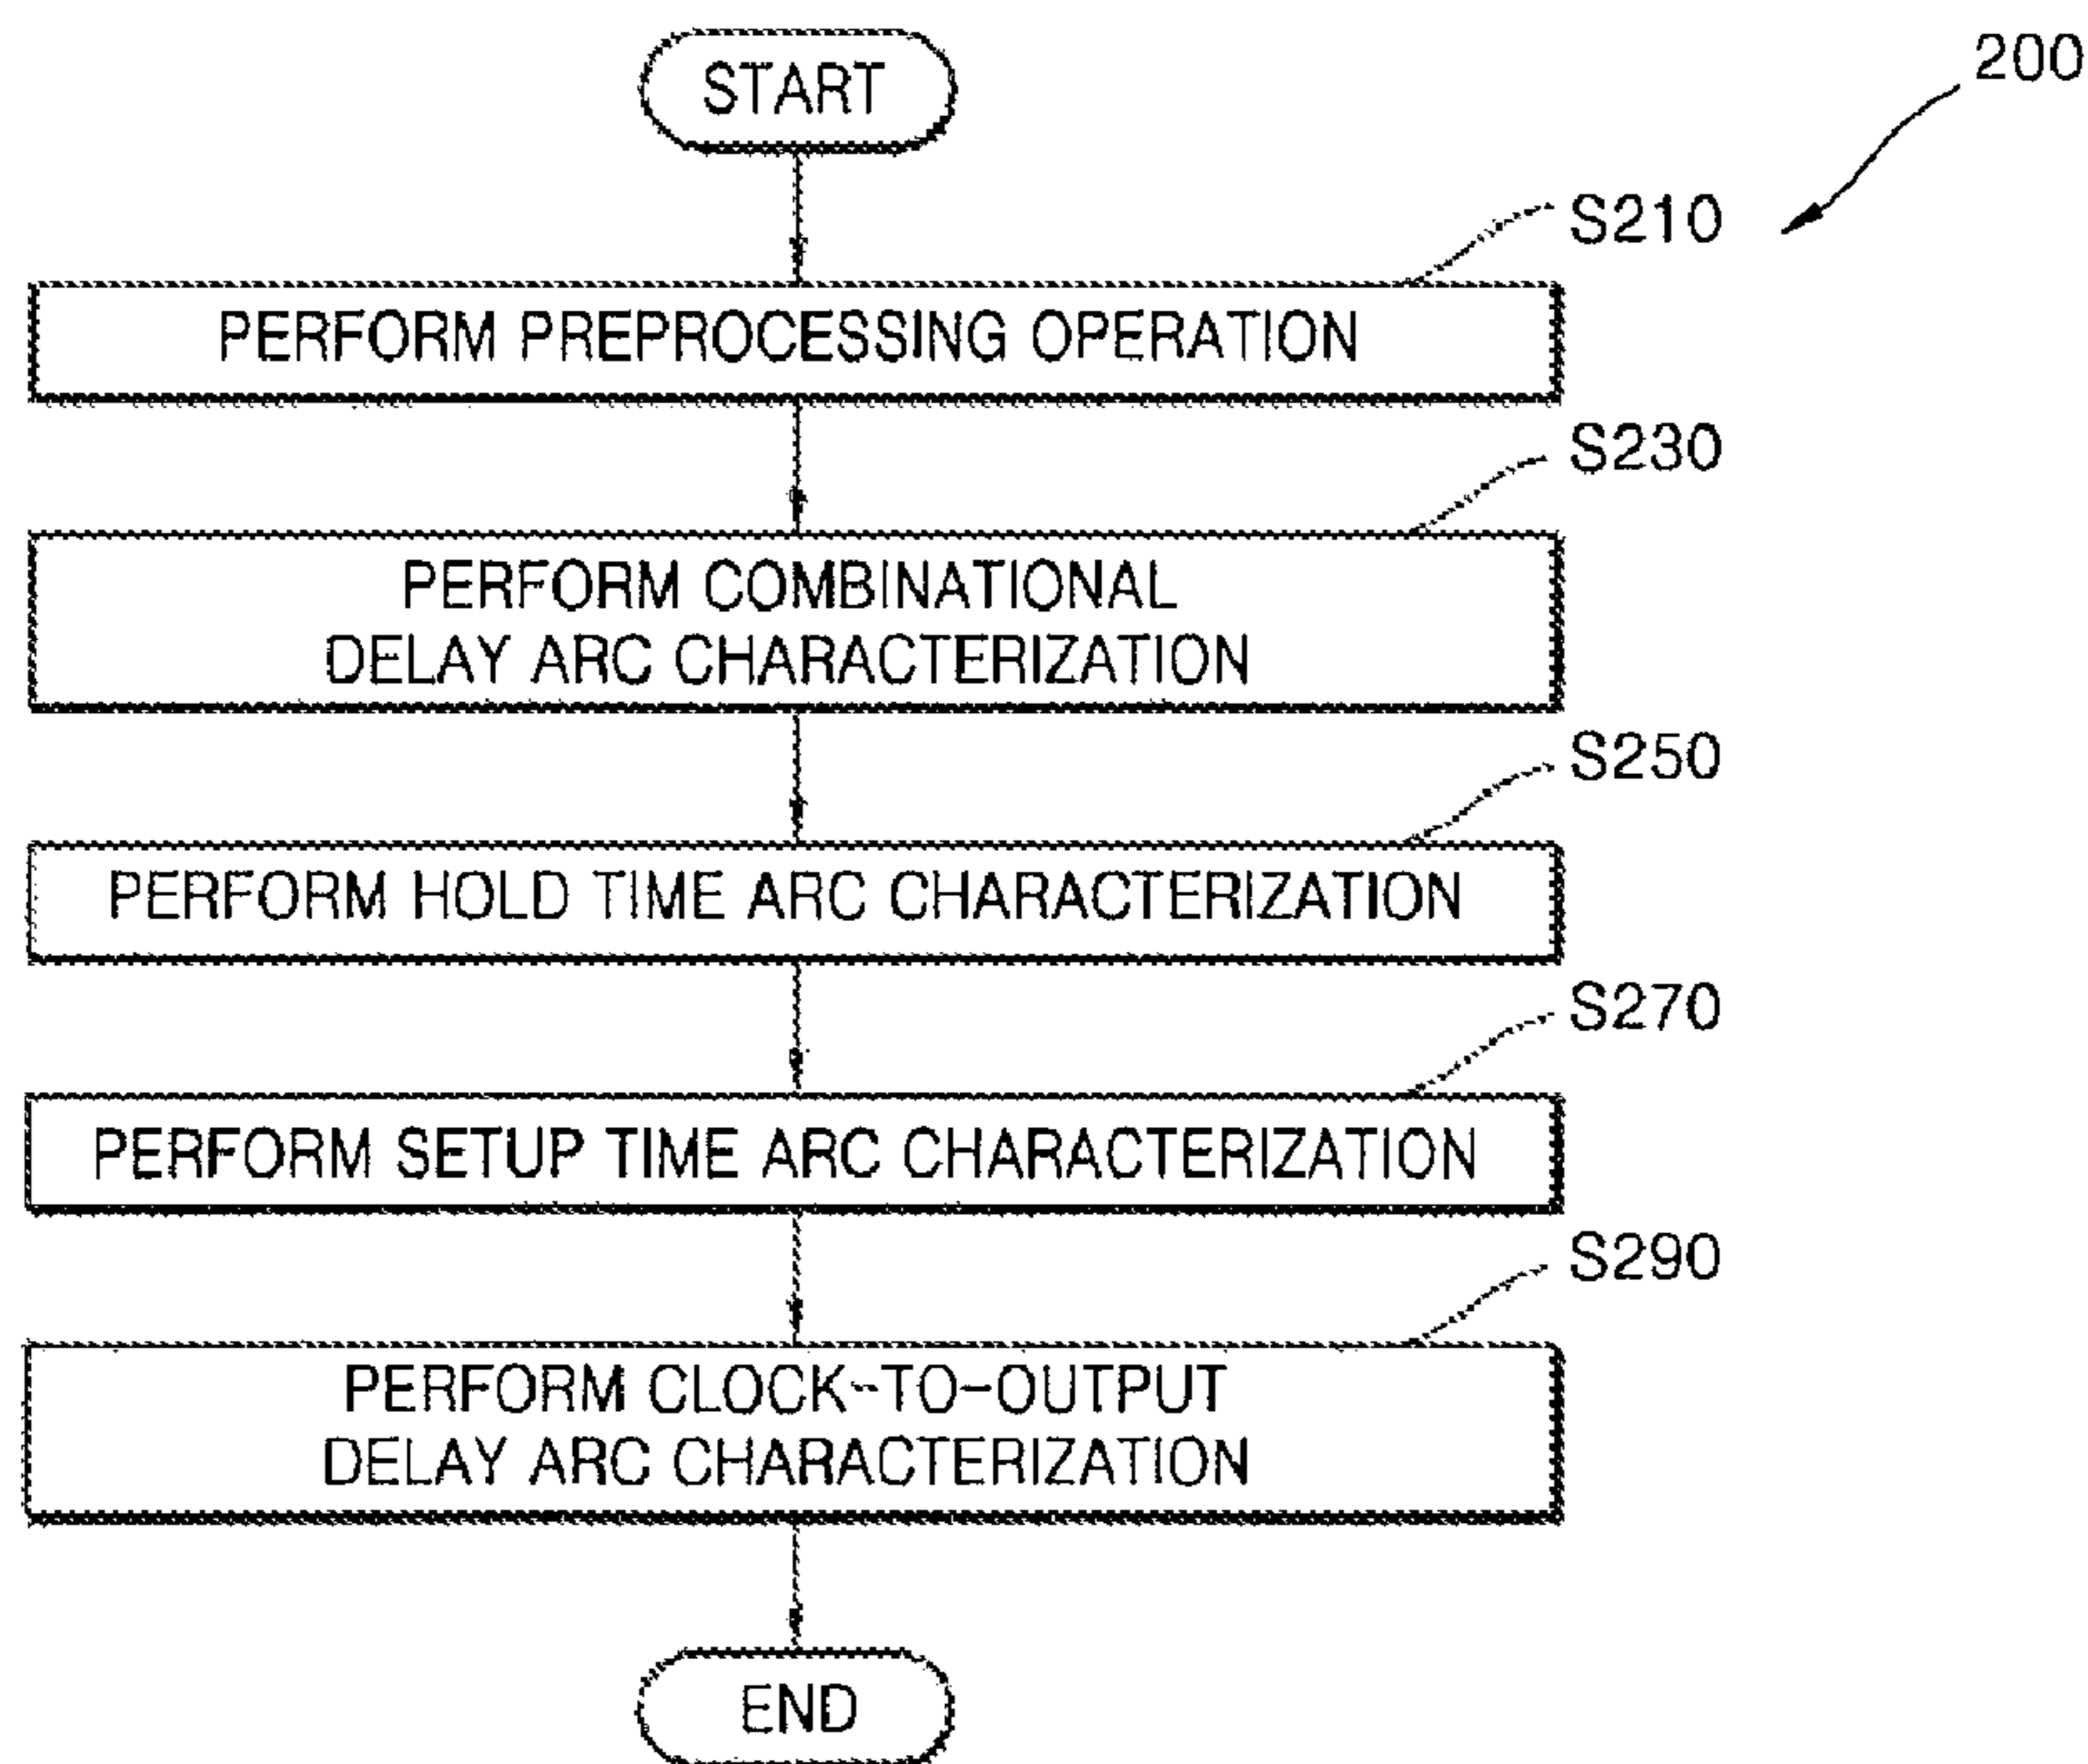 START
200
S210
PERFORM PREPROCESSING OPERATION
S230
PERFORM COMBINATIONAL
DELAY ARC CHARACTERIZATION
S250
PERFORM HOLD TIME ARC CHARACTERIZATION
S270
PERFORM SETUP TIME ARC CHARACTERIZATION
S290
PERFORM CLOCK-TO-OUTPUT
DELAY ARC CHARACTERIZATION
END